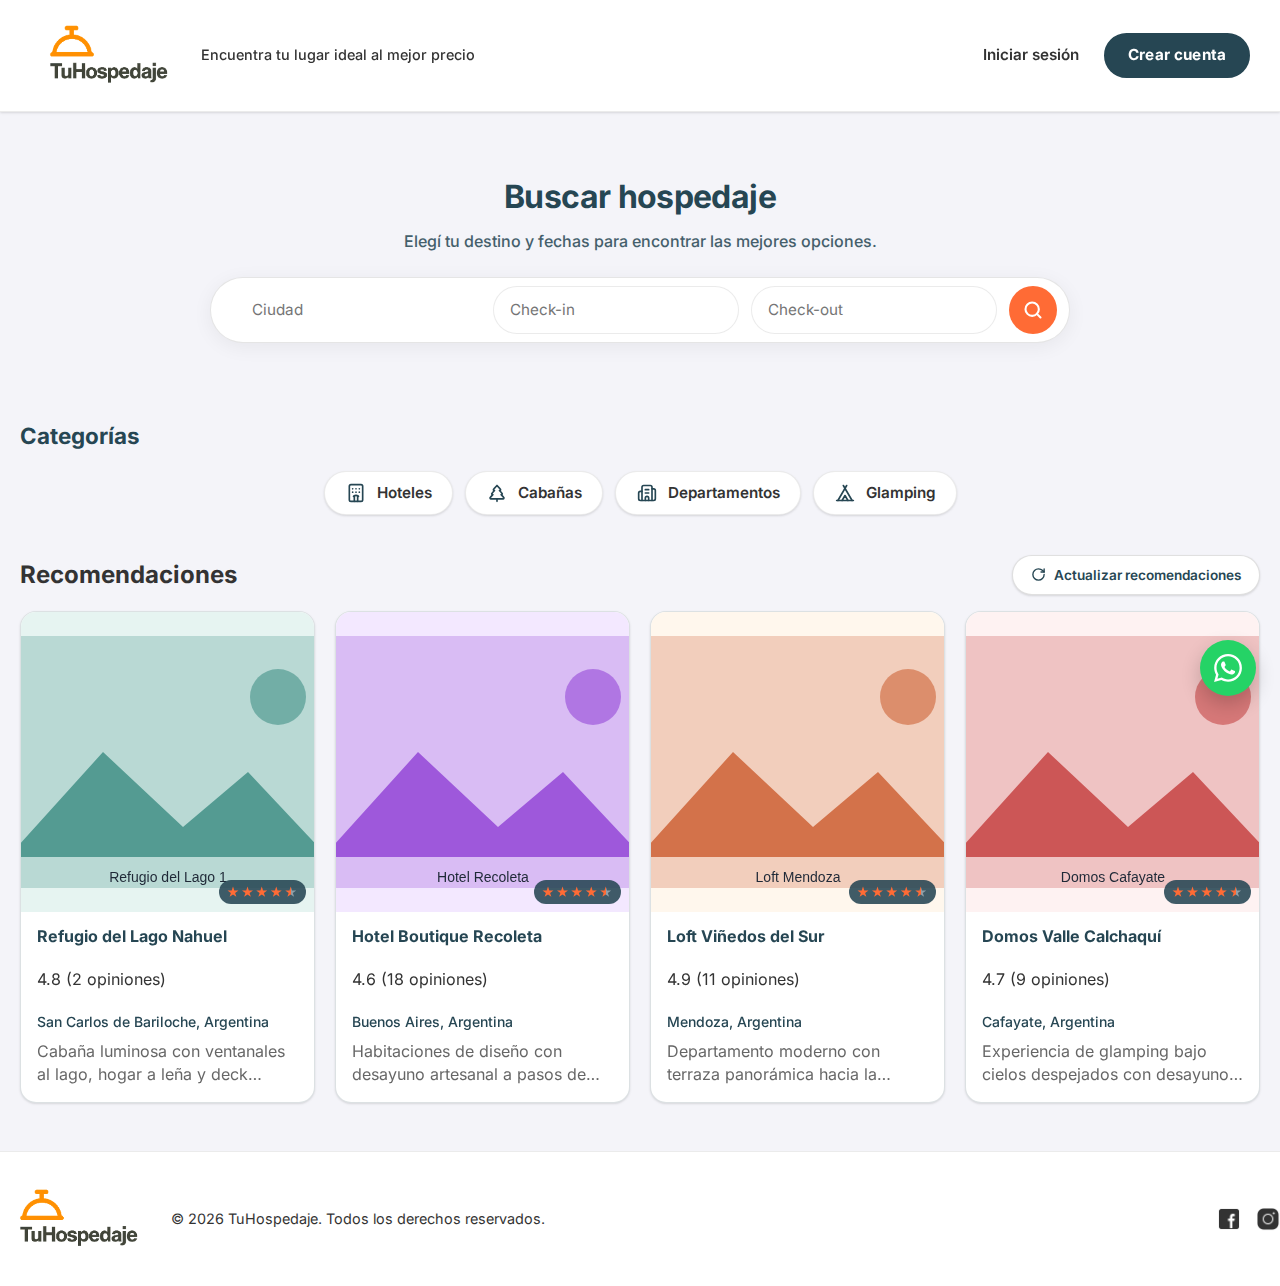 TuHospedaje
Encuentra tu lugar ideal al mejor precio
Iniciar sesión
Crear cuenta
Buscar hospedaje
Elegí tu destino y fechas para encontrar las mejores opciones.
Ciudad
Check-in
Check-out
Categorías
Hoteles
Cabañas
Departamentos
Glamping
Recomendaciones
Actualizar recomendaciones
Refugio del Lago 1
Hotel Recoleta
Loft Mendoza
Domos Cafayate
Refugio del Lago Nahuel
4.8 (2 opiniones)
San Carlos de Bariloche, Argentina
Cabaña luminosa con ventanales
al lago, hogar a leña y deck...
Hotel Boutique Recoleta
4.6 (18 opiniones)
Buenos Aires, Argentina
Habitaciones de diseño con
desayuno artesanal a pasos de...
Loft Viñedos del Sur
4.9 (11 opiniones)
Mendoza, Argentina
Departamento moderno con
terraza panorámica hacia la...
Domos Valle Calchaquí
4.7 (9 opiniones)
Cafayate, Argentina
Experiencia de glamping bajo
cielos despejados con desayuno...
TuHospedaje
© 2026 TuHospedaje. Todos los derechos reservados.